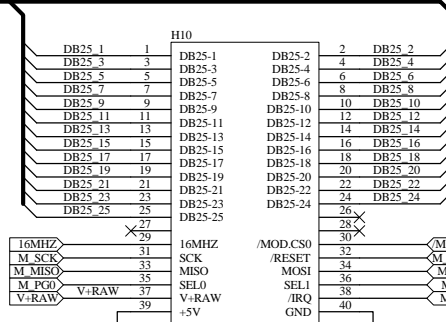 H10
DB25_1 1 DB25-1 DB25-2 2 DB25_2
DB25_3 3 DB25-3 DB25-4 4 DB25_4
DB25_5 5 DB25-5 DB25-6 6 DB25_6
DB25_7 7 DB25-7 DB25-8 8 DB25_8
DB25_9 9 DB25-9 DB25-10 10 DB25_10
DB25_11 11 DB25-11 DB25-12 12 DB25_12
DB25_13 13 DB25-13 DB25-14 14 DB25_14
DB25_15 15 DB25-15 DB25-16 16 DB25_16
DB25_17 17 DB25-17 DB25-18 18 DB25_18
DB25_19 19 DB25-19 DB25-20 20 DB25_20
DB25_21 21 DB25-21 DB25-22 22 DB25_22
DB25_23 23 DB25-23 DB25-24 24 DB25_24
DB25_25 25 DB25-25 26
27 28
16MHZ 29 16MHZ /MOD.CS0 30
M_SCK 31 SCK /RESET 32
M_MISO 33 MISO MOSI 34
M_PG0 35 SEL0 SEL1 36
V+RAW V+RAW 37 V+RAW /IRQ 38
39 +5V GND 40